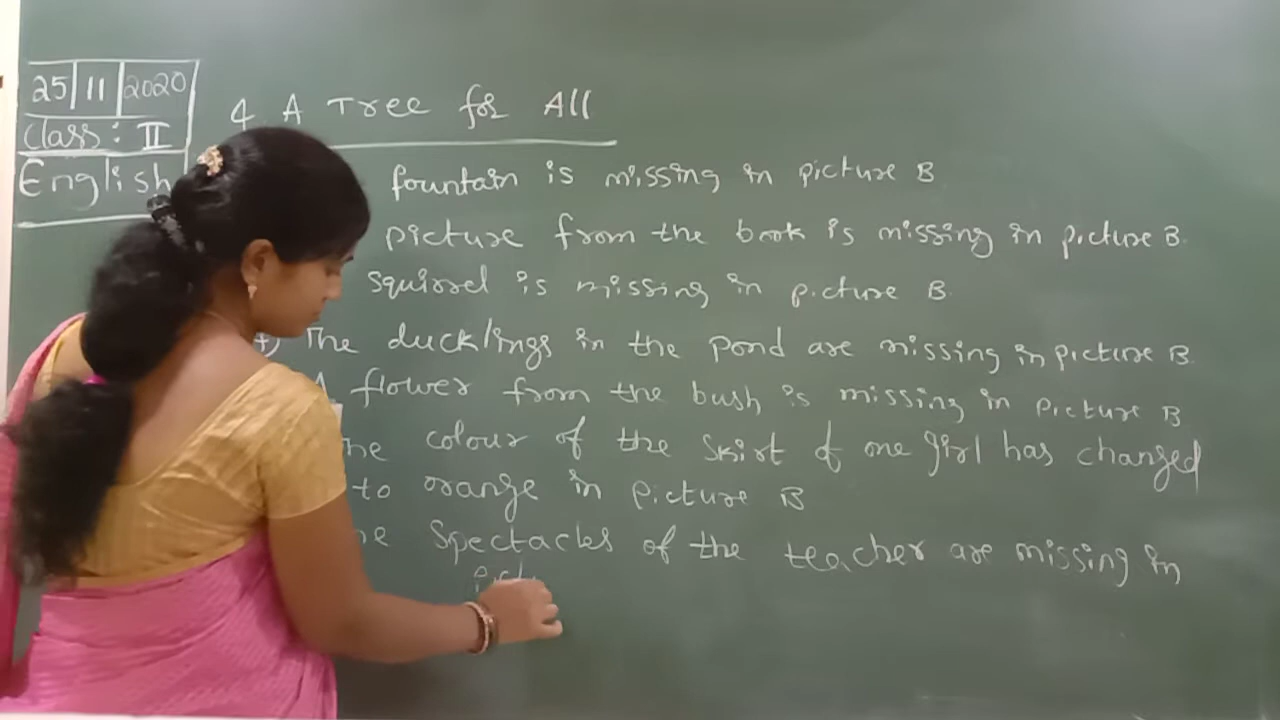 25|11|2020
Class: II
English
4 A Tree for All
fountain is missing in picture B
picture from the book is missing in picture B.
squirrel is missing in picture B
The ducklings in the pond are missing in picture B.
A flower from the bush is missing in picture B
he colour of the skirt of one girl has changed
to orange in picture B
he Spectacles of the teacher are missing in